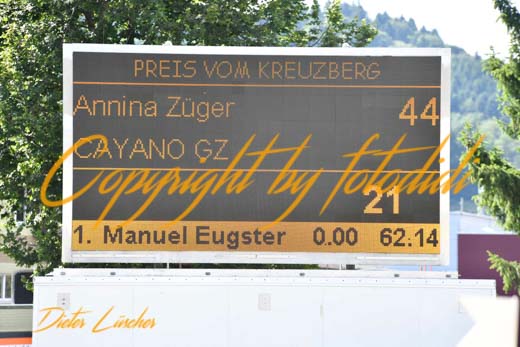 PREIS VOM KREUZBERG
Annina Züger 44
CAYANO GZ
Copyright by fotodidi
21
1. Manuel Eugster 0.00 62:14
Dieter Lüscher